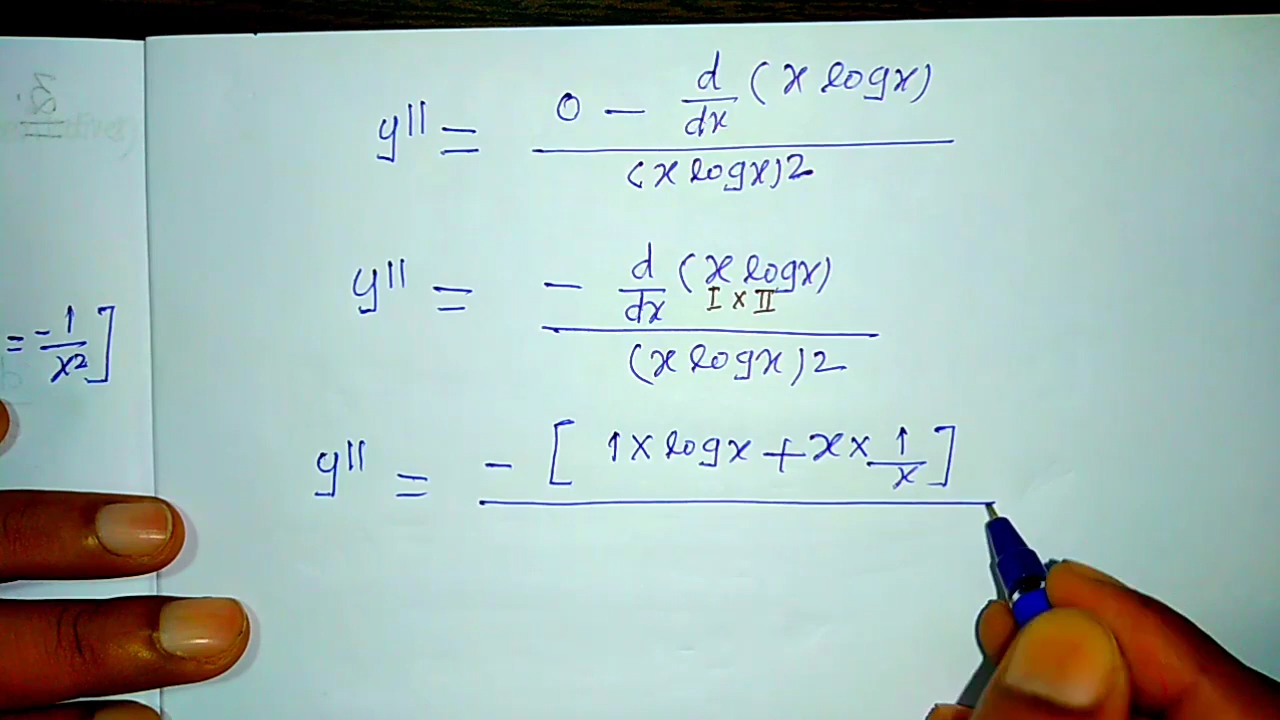 y'' = 0 - d/dx (x logx) / (x logx)2
y'' = - d/dx (x logx) / (x logx)2
I x II
y'' = - [ 1 x logx + x x 1/x ]
= -1/x2 ]